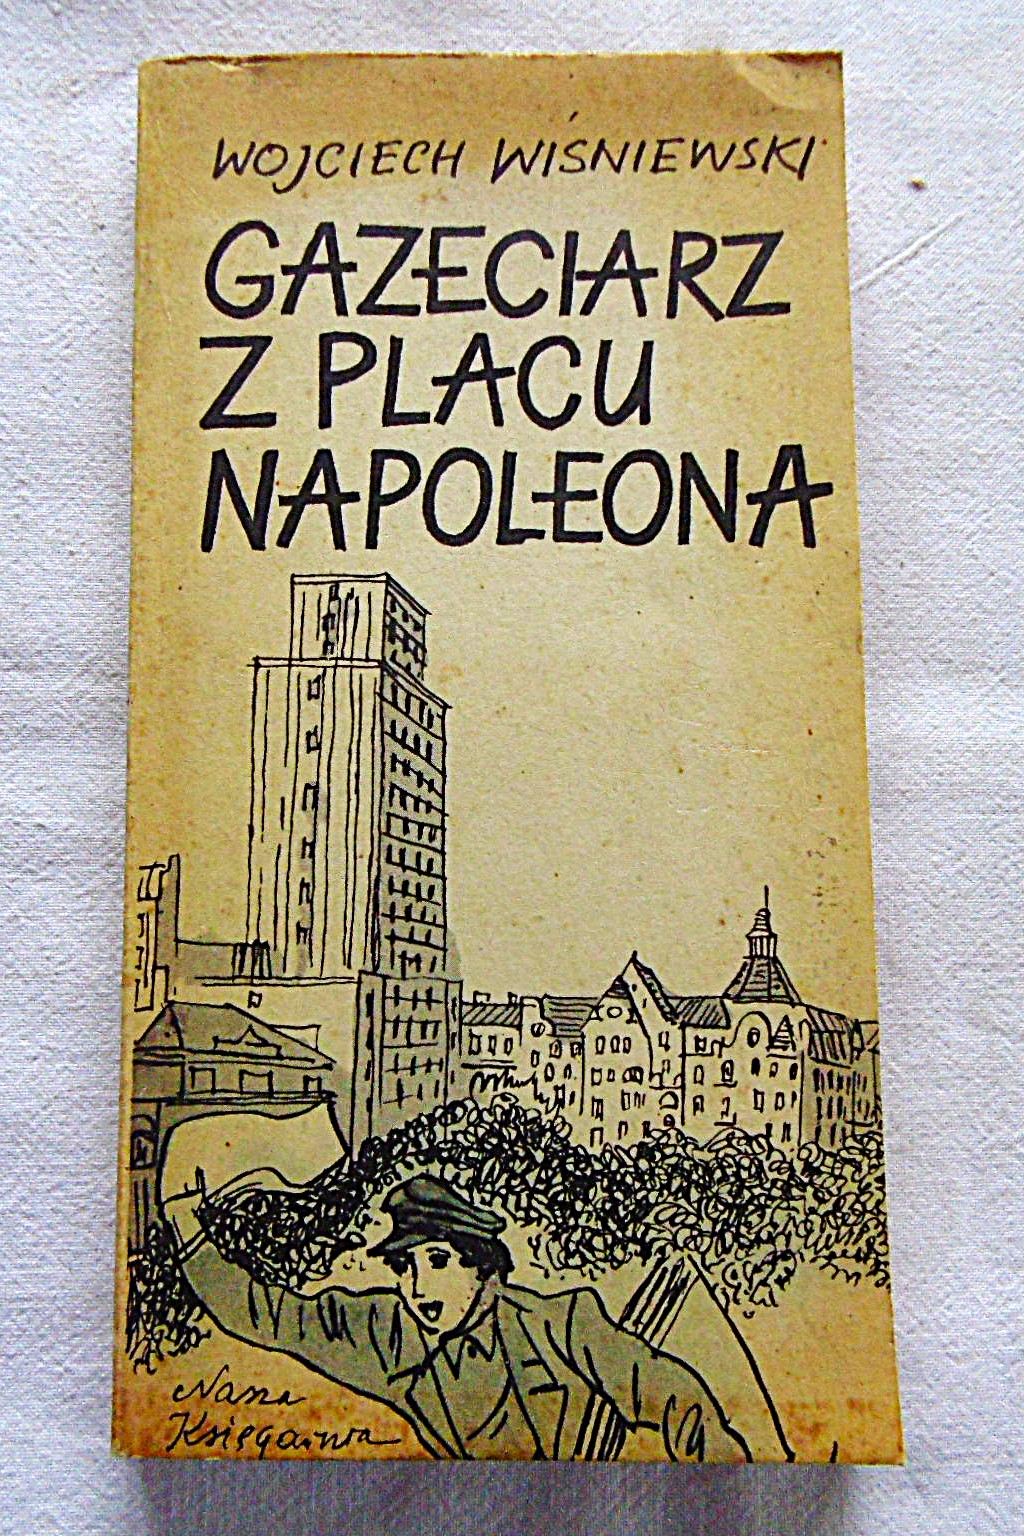 WOJCIECH WIŚNIEWSKI
GAZECIARZ
Z PLACU
NAPOLEONA
Nasza
Księgarnia